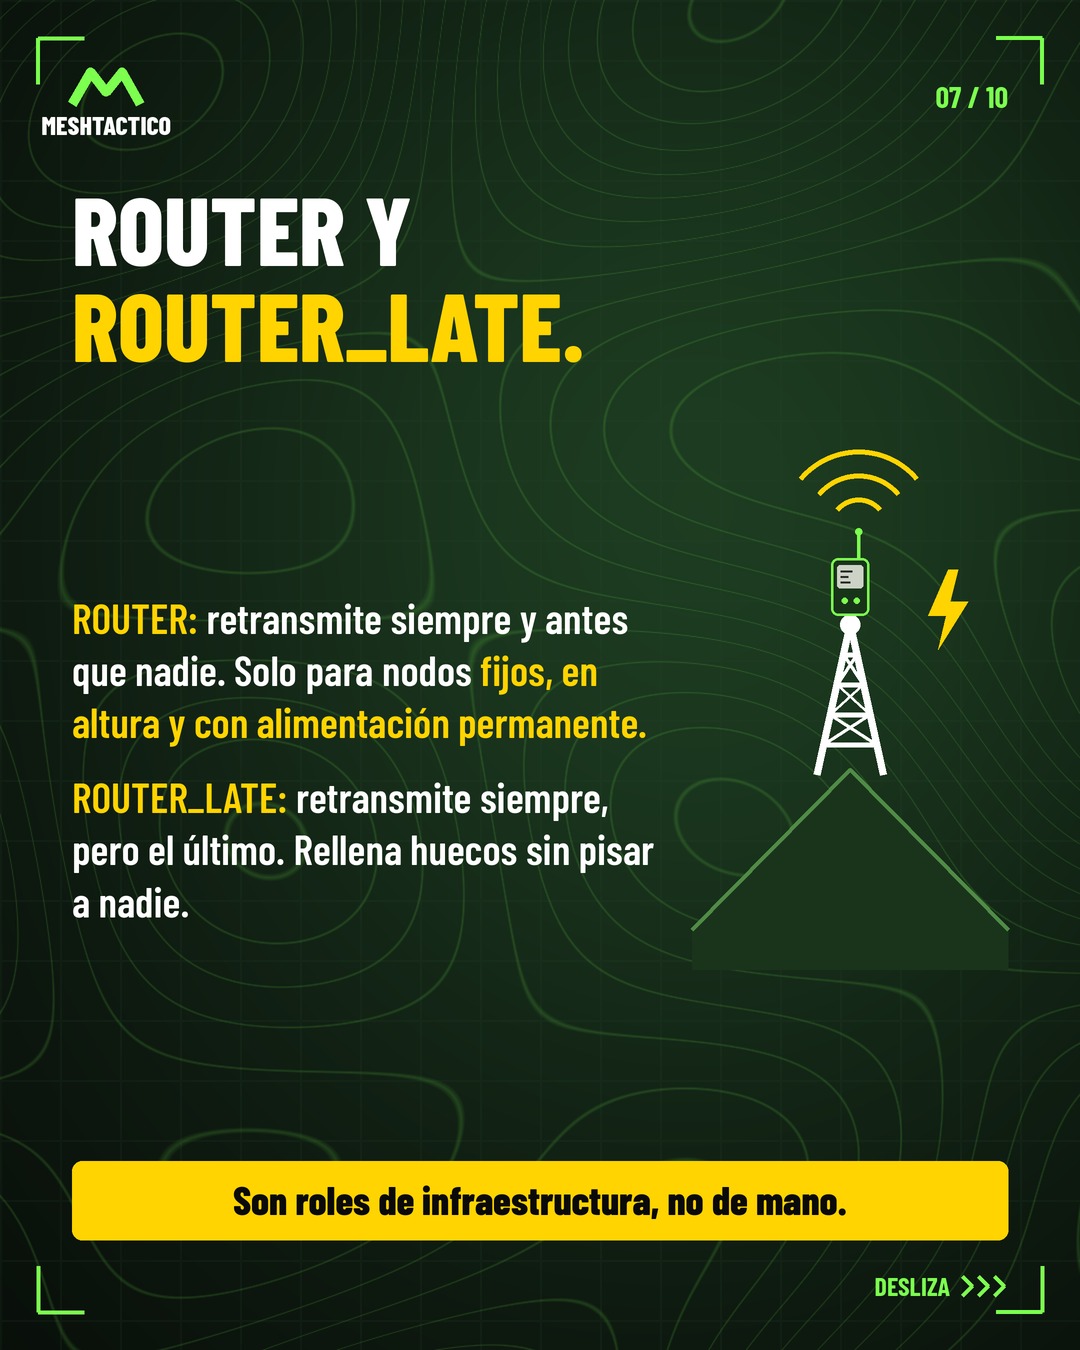 MESHTACTICO
07 / 10
ROUTER Y
ROUTER_LATE.
ROUTER: retransmite siempre y antes
que nadie. Solo para nodos fijos, en
altura y con alimentación permanente.
ROUTER_LATE: retransmite siempre,
pero el último. Rellena huecos sin pisar
a nadie.
Son roles de infraestructura, no de mano.
DESLIZA >>>